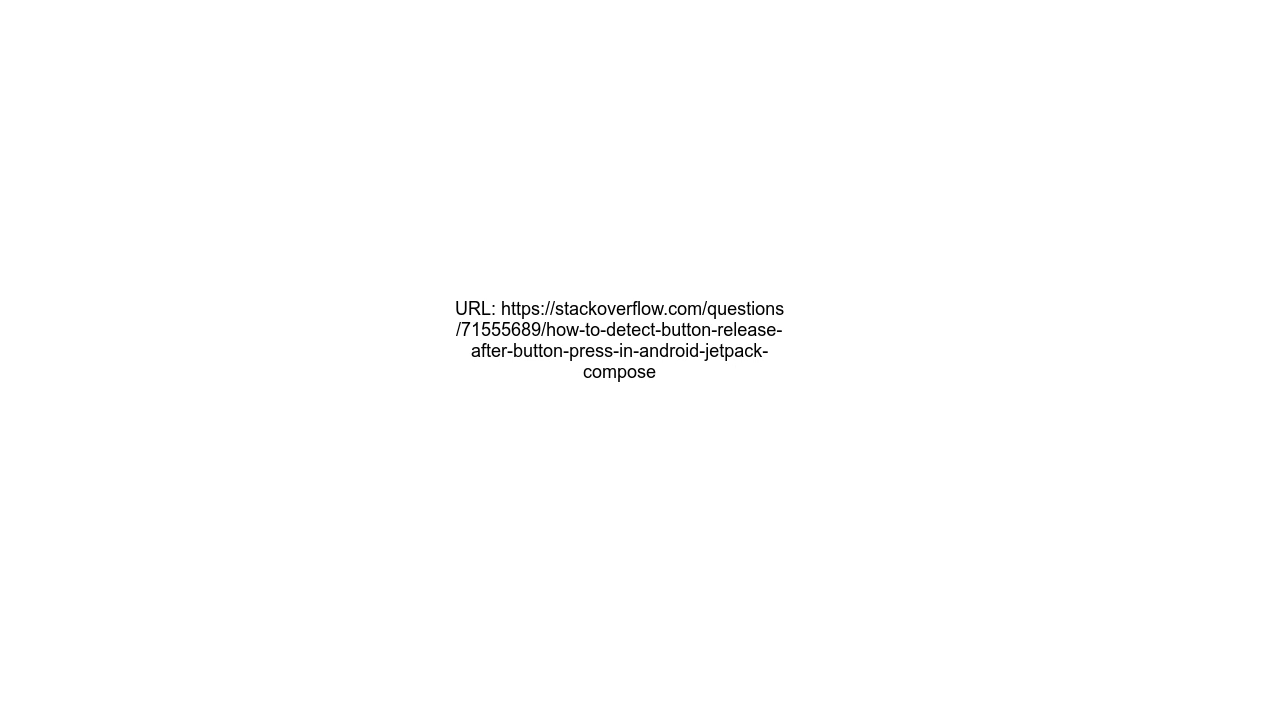 URL: https://stackoverflow.com/questions
/71555689/how-to-detect-button-release-
after-button-press-in-android-jetpack-
compose